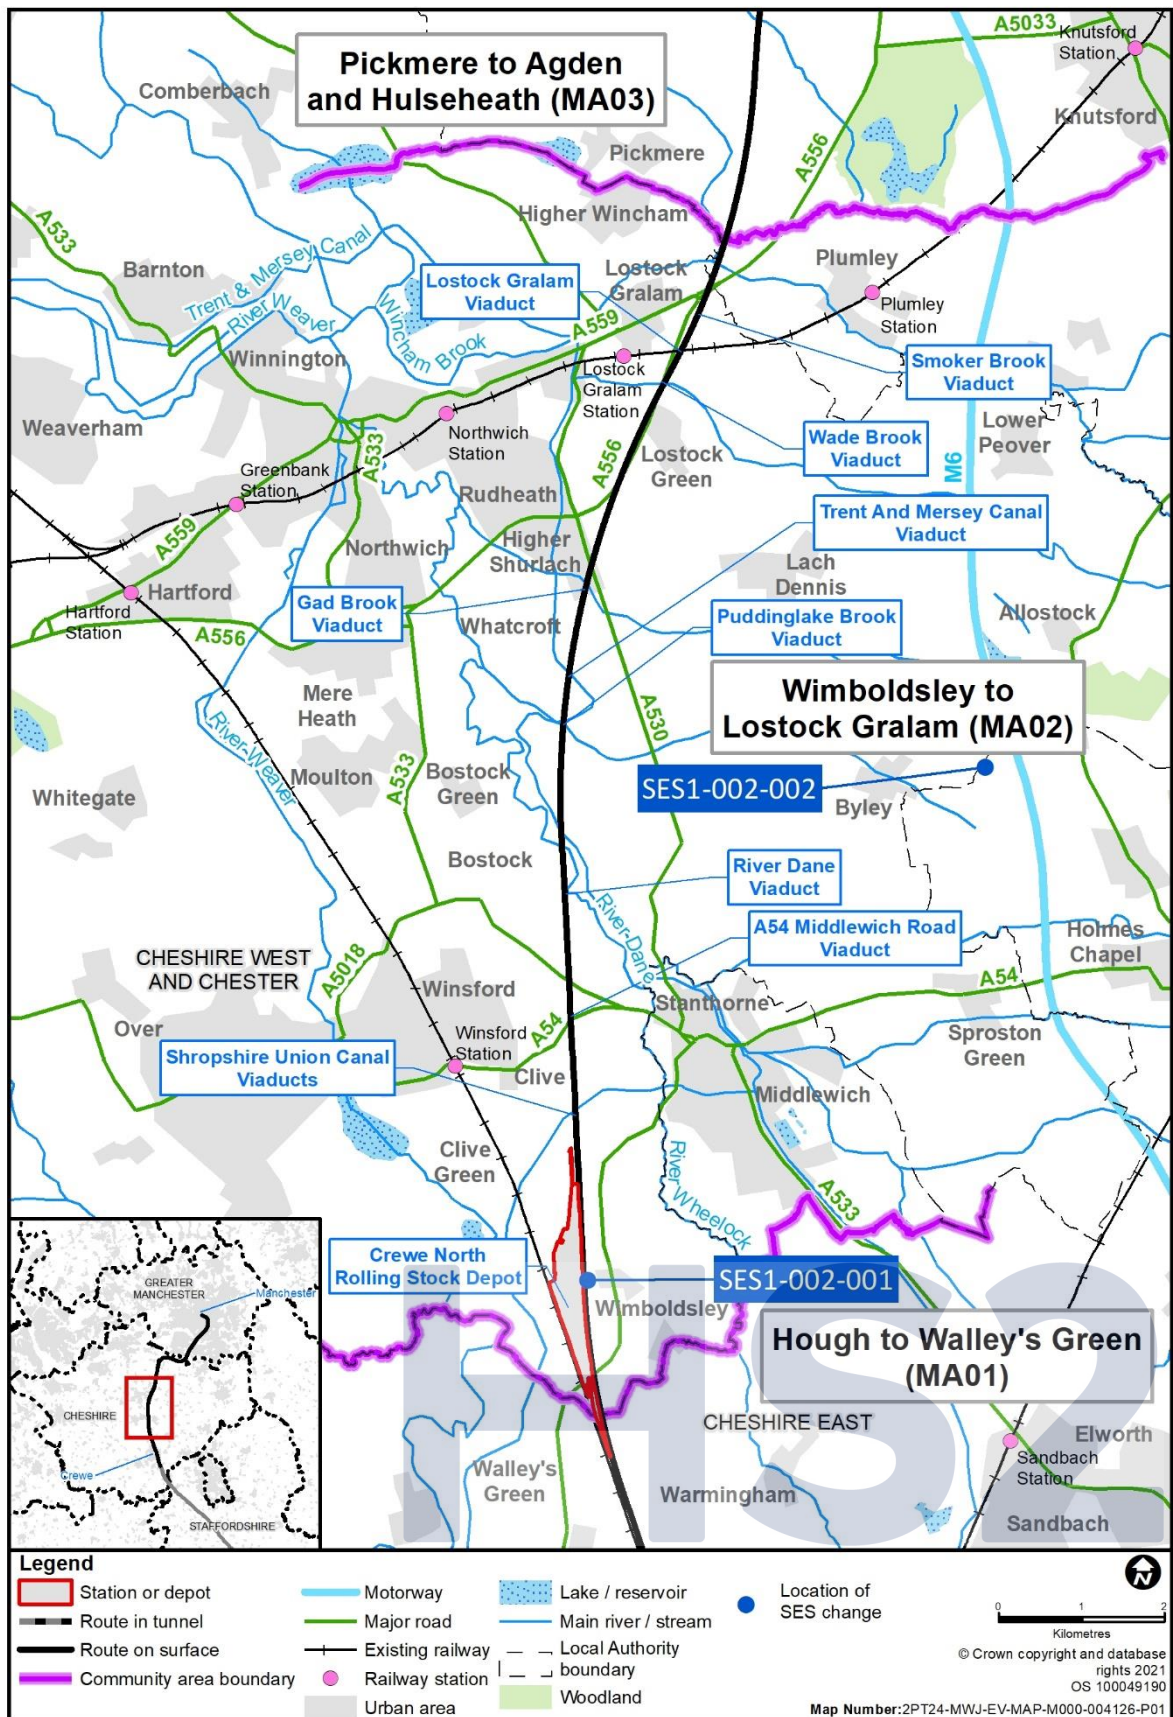 A5033
Knutsford
Station
Pickmere to Agden
and Hulseheath (MA03)
Comberbach
Knutsford
Pickmere
A556
Higher Wincham
A533
Trent & Mersey Canal
Barnton
Plumley
Lostock Gralam
Viaduct
Lostock
Gralam
River Weaver
Wincham Brook
Plumley
Station
A559
Winnington
Lostock
Gralam
Station
Smoker Brook
Viaduct
Weaverham
Northwich
Station
Lower
Peover
Wade Brook
Viaduct
A533
A556
Lostock
Green
M6
Greenbank
Station
Rudheath
Trent And Mersey Canal
Viaduct
A559
Northwich
Higher
Shurlach
Lach
Dennis
Hartford
Hartford
Station
Gad Brook
Viaduct
Allostock
A556
Whatcroft
Puddinglake Brook
Viaduct
Mere
Heath
Wimboldsley to
Lostock Gralam (MA02)
River Weaver
A530
Moulton
A533
Bostock
Green
SES1-002-002
Whitegate
Byley
Bostock
River Dane
Viaduct
River Dane
A54 Middlewich Road
Viaduct
Holmes
Chapel
CHESHIRE WEST
AND CHESTER
A5018
Winsford
Stanthorne
A54
Over
Winsford
Station
A54
Sproston
Green
Shropshire Union Canal
Viaducts
Clive
Middlewich
Clive
Green
River Wheelock
A533
Crewe North
Rolling Stock Depot
SES1-002-001
Wimboldsley
HS2
Hough to Walley's Green
(MA01)
CHESHIRE EAST
Elworth
Sandbach
Station
Walley's
Green
Warmingham
Sandbach
GREATER
MANCHESTER
Manchester
CHESHIRE
Crewe
STAFFORDSHIRE
Legend
Station or depot
Route in tunnel
Route on surface
Community area boundary
Motorway
Major road
Existing railway
Railway station
Urban area
Lake / reservoir
Main river / stream
Local Authority
boundary
Woodland
Location of
SES change
N
0 1 2
Kilometres
© Crown copyright and database
rights 2021
OS 100049190
Map Number:2PT24-MWJ-EV-MAP-M000-004126-P01